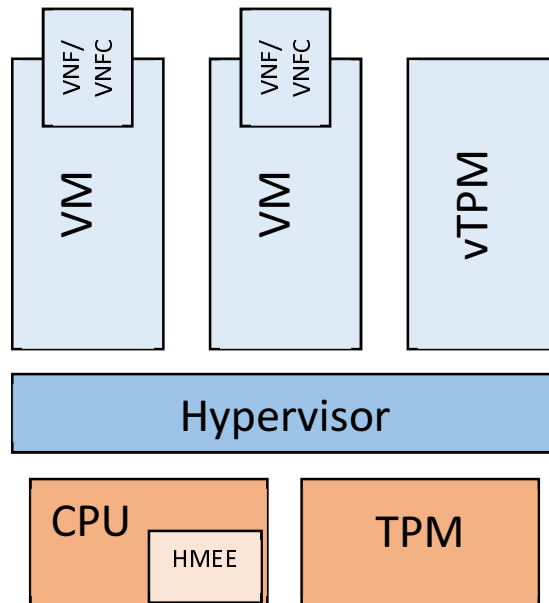 VNF/
VNFC
VNF/
VNFC
VM
VM
vTPM
Hypervisor
CPU
HMEE
TPM